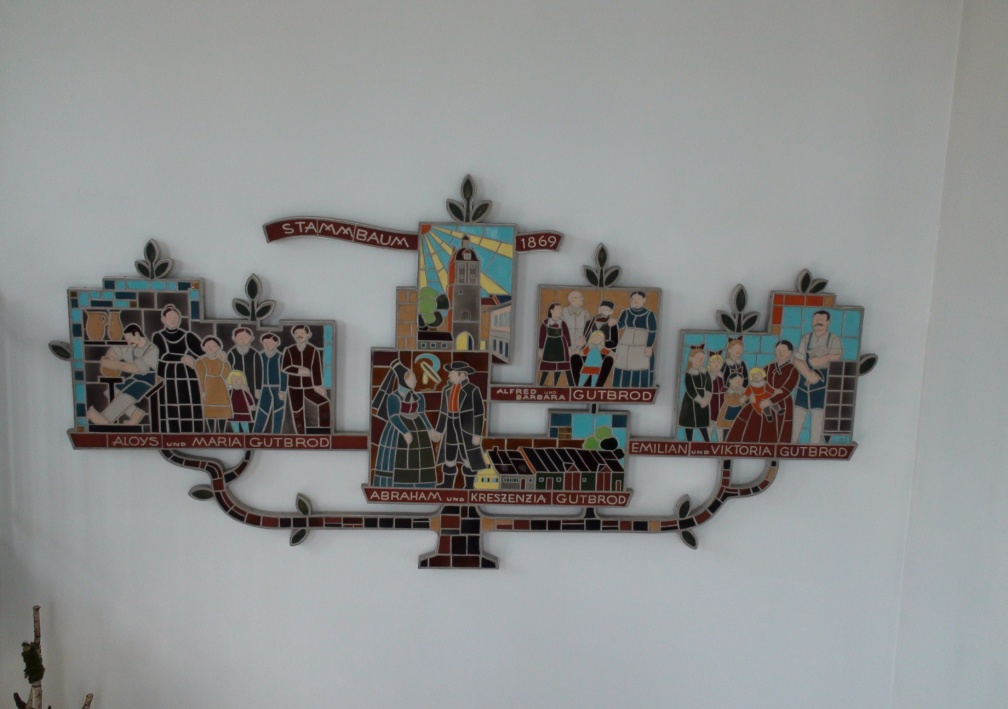 STAMMBAUM 1869
ALFRED UND BARBARA GUTBROD
ALOYS UND MARIA GUTBROD
EMILIAN UND VIKTORIA GUTBROD
ABRAHAM UND KRESZENZIA GUTBROD